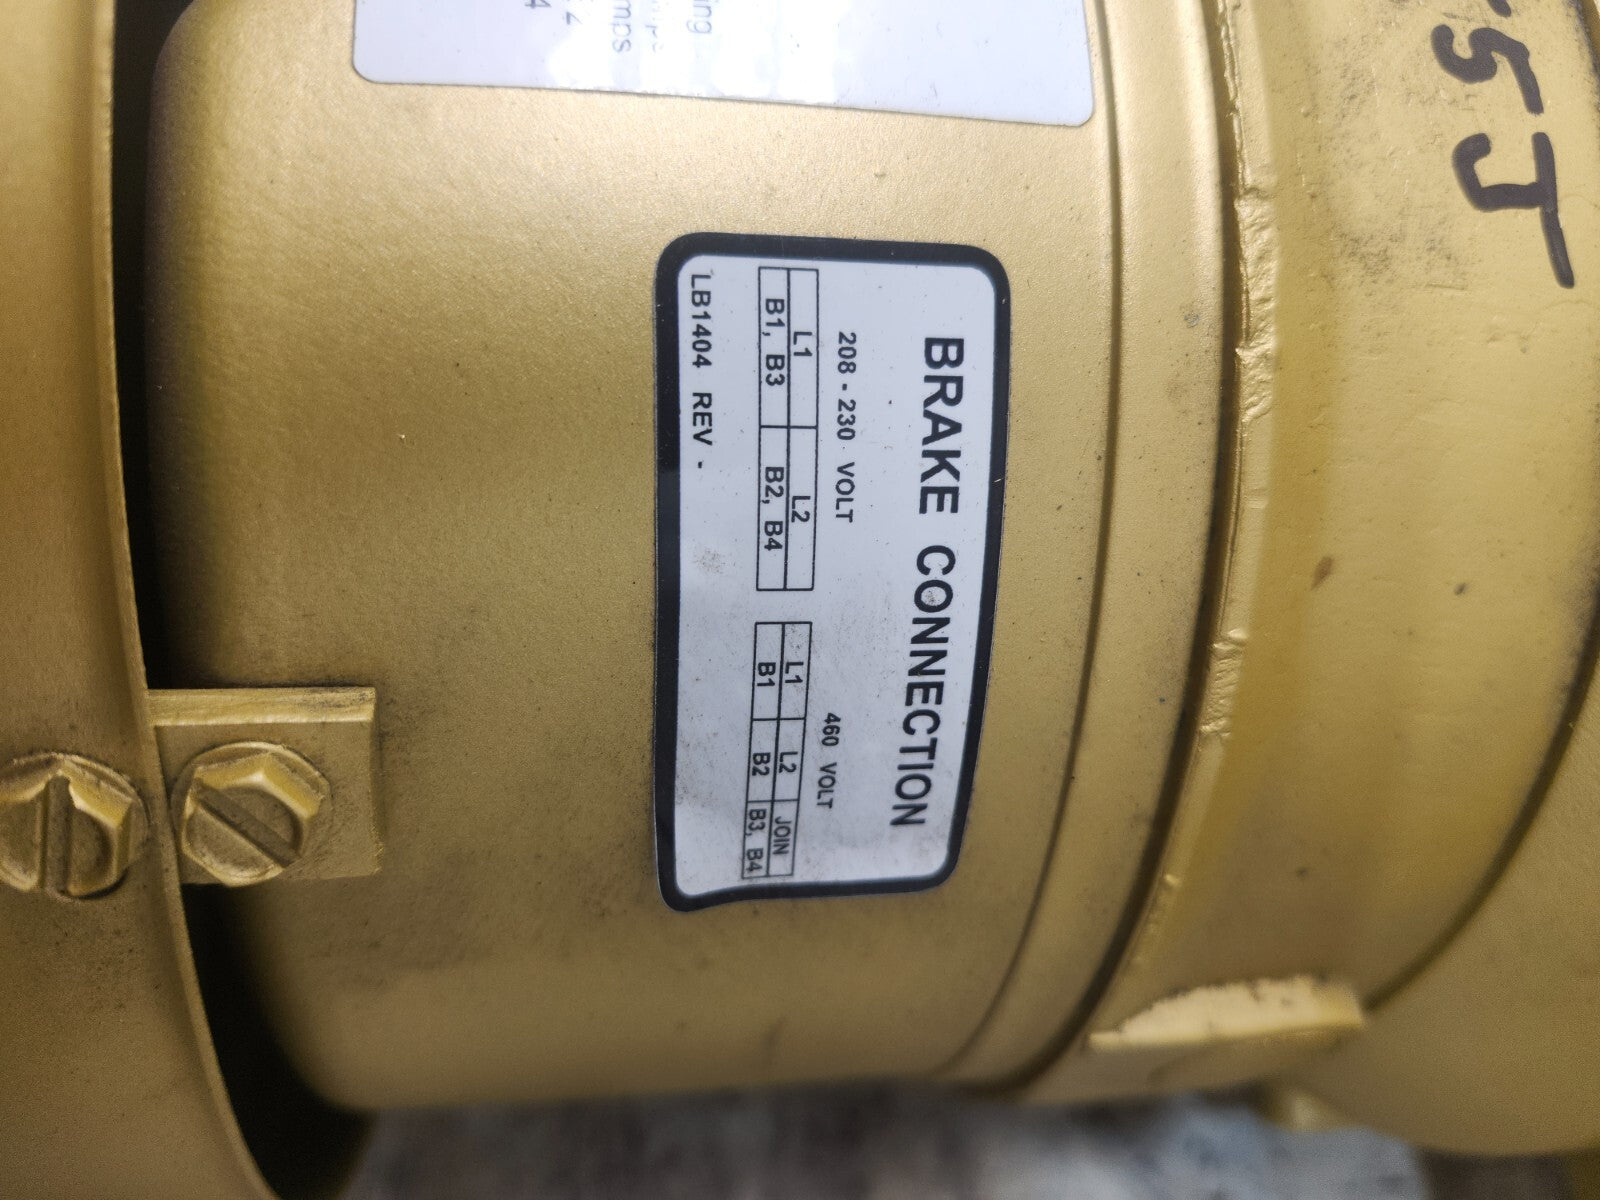 BRAKE CONNECTION
208 - 230 VOLT
L1 L2
B1, B3 B2, B4
460 VOLT
L1 L2 JOIN
B1 B2 B3, B4
LB1404 REV -
5J